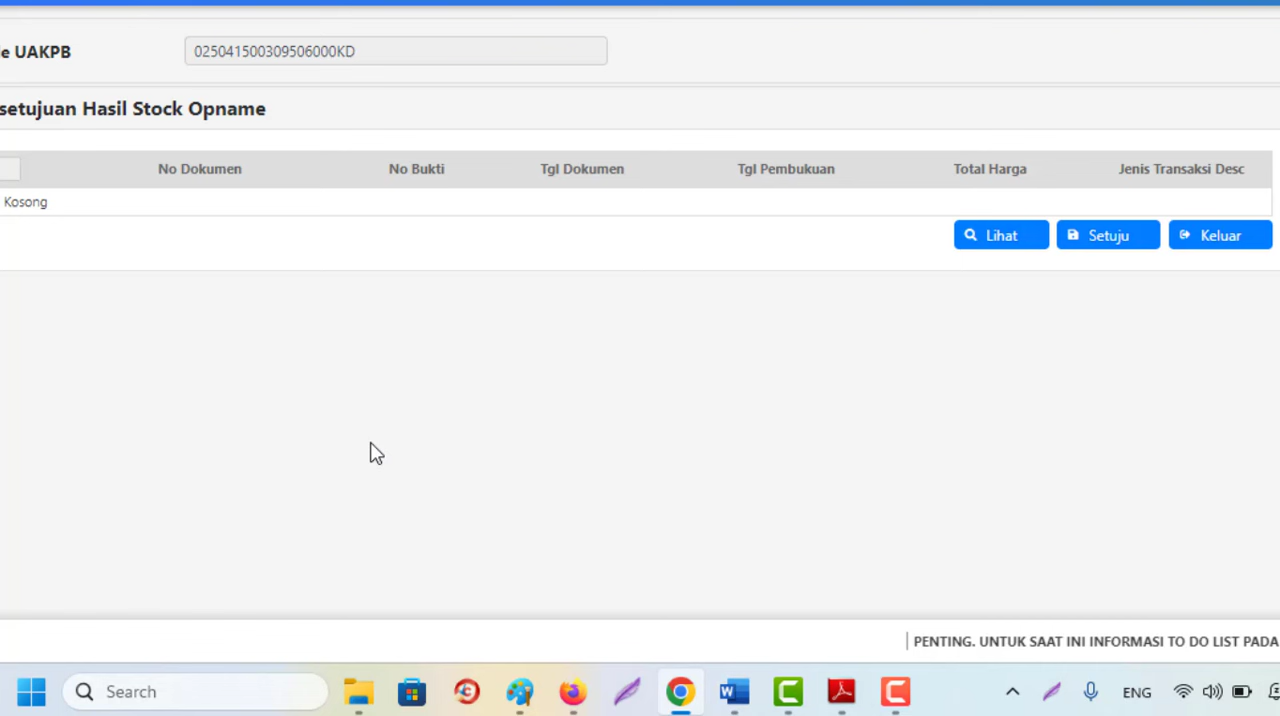 e UAKPB
025041500309506000KD
setujuan Hasil Stock Opname
No Dokumen No Bukti Tgl Dokumen Tgl Pembukuan Total Harga Jenis Transaksi Desc
Kosong
Lihat Setuju Keluar
PENTING. UNTUK SAAT INI INFORMASI TO DO LIST PADA
Search
ENG